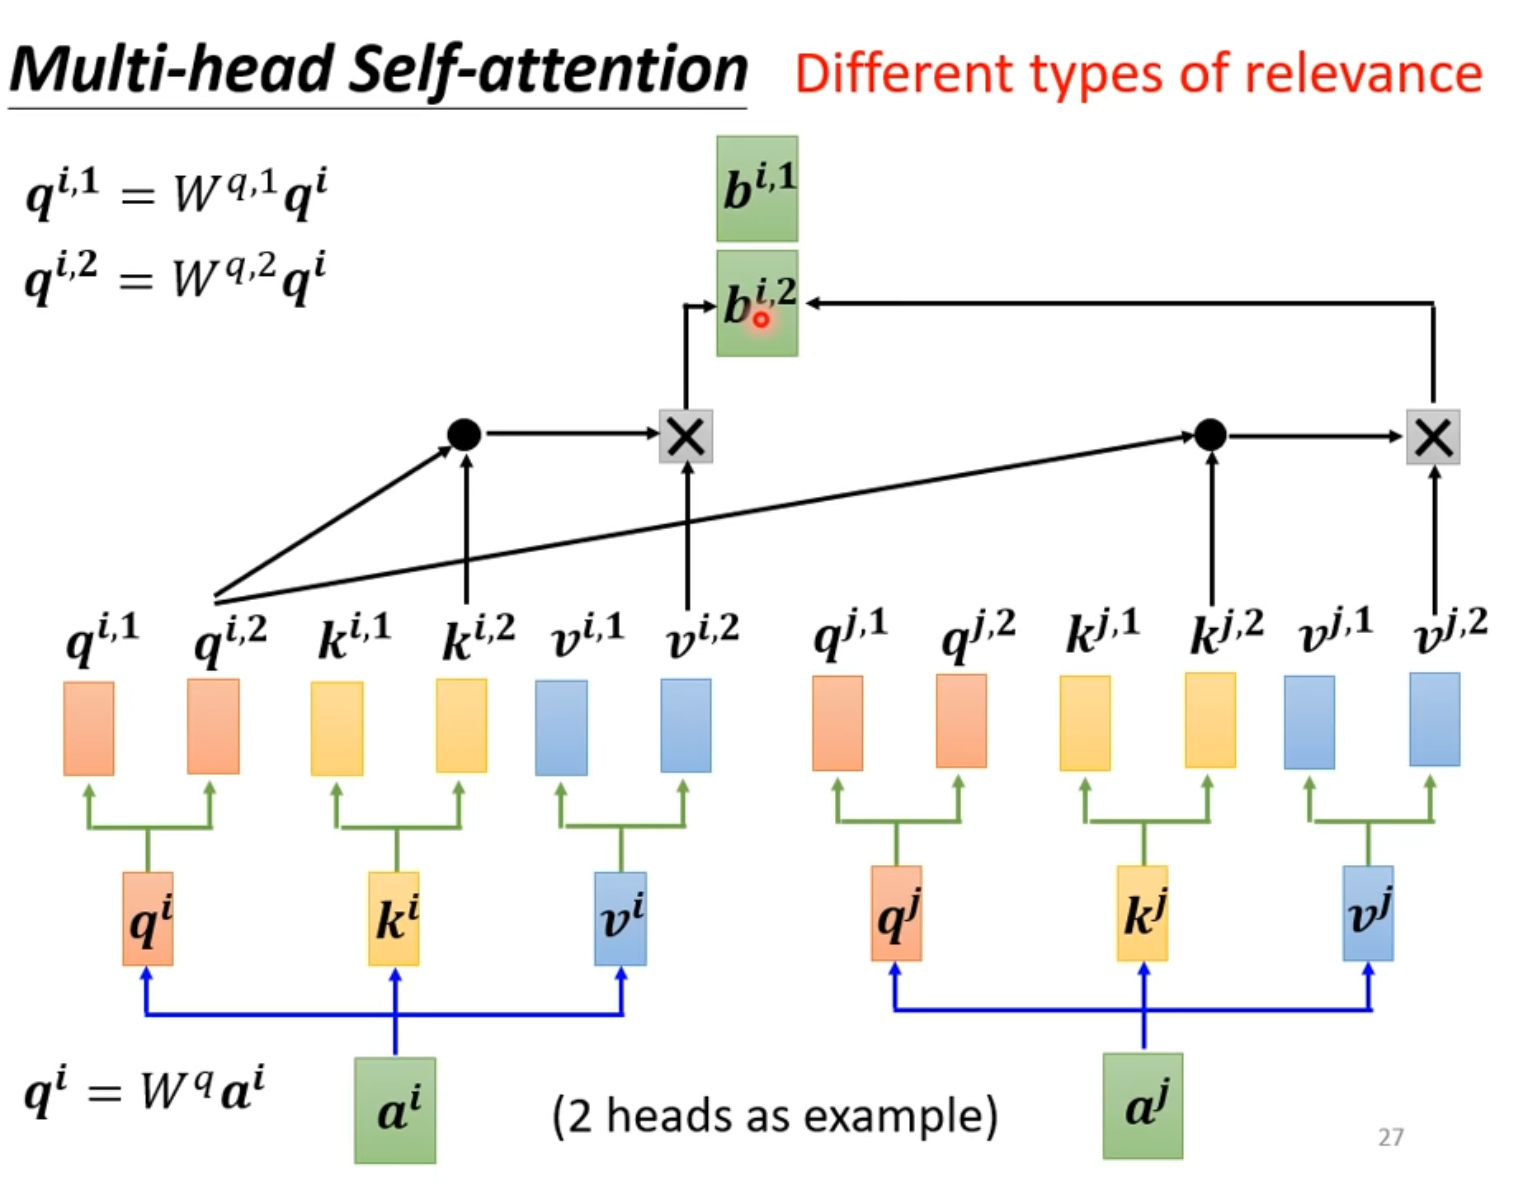 Multi-head Self-attention Different types of relevance
q^{i,1} = W^{q,1}q^i
q^{i,2} = W^{q,2}q^i
b^{i,1}
b^{i,2}
q^{i,1} q^{i,2} k^{i,1} k^{i,2} v^{i,1} v^{i,2} q^{j,1} q^{j,2} k^{j,1} k^{j,2} v^{j,1} v^{j,2}
q^i k^i v^i q^j k^j v^j
q^i = W^q a^i
a^i
(2 heads as example)
a^j
27